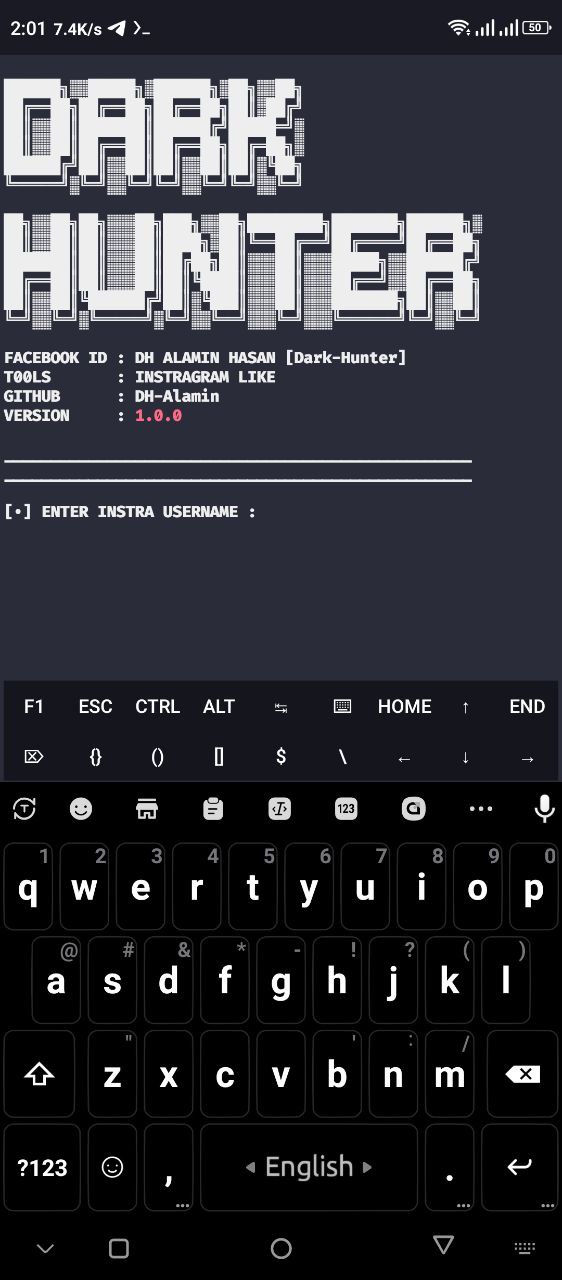 2:01 7.4K/s 50
DARK
HUNTER
FACEBOOK ID : DH ALAMIN HASAN [Dark-Hunter]
T00LS : INSTRAGRAM LIKE
GITHUB : DH-Alamin
VERSION : 1.0.0
[•] ENTER INSTRA USERNAME :
F1 ESC CTRL ALT ↹ ⌨ HOME ↑ END
⌦ {} () [] $ \ ← ↓ →
T I 123 G
1 2 3 4 5 6 7 8 9 0
q w e r t y u i o p
@ # & * - ! ? ( )
a s d f g h j k l
" ' : /
z x c v b n m
?123 , English .